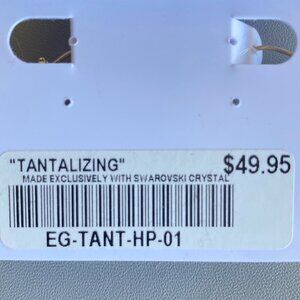 "TANTALIZING" $49.95
MADE EXCLUSIVELY WITH SWAROVSKI CRYSTAL
EG-TANT-HP-01